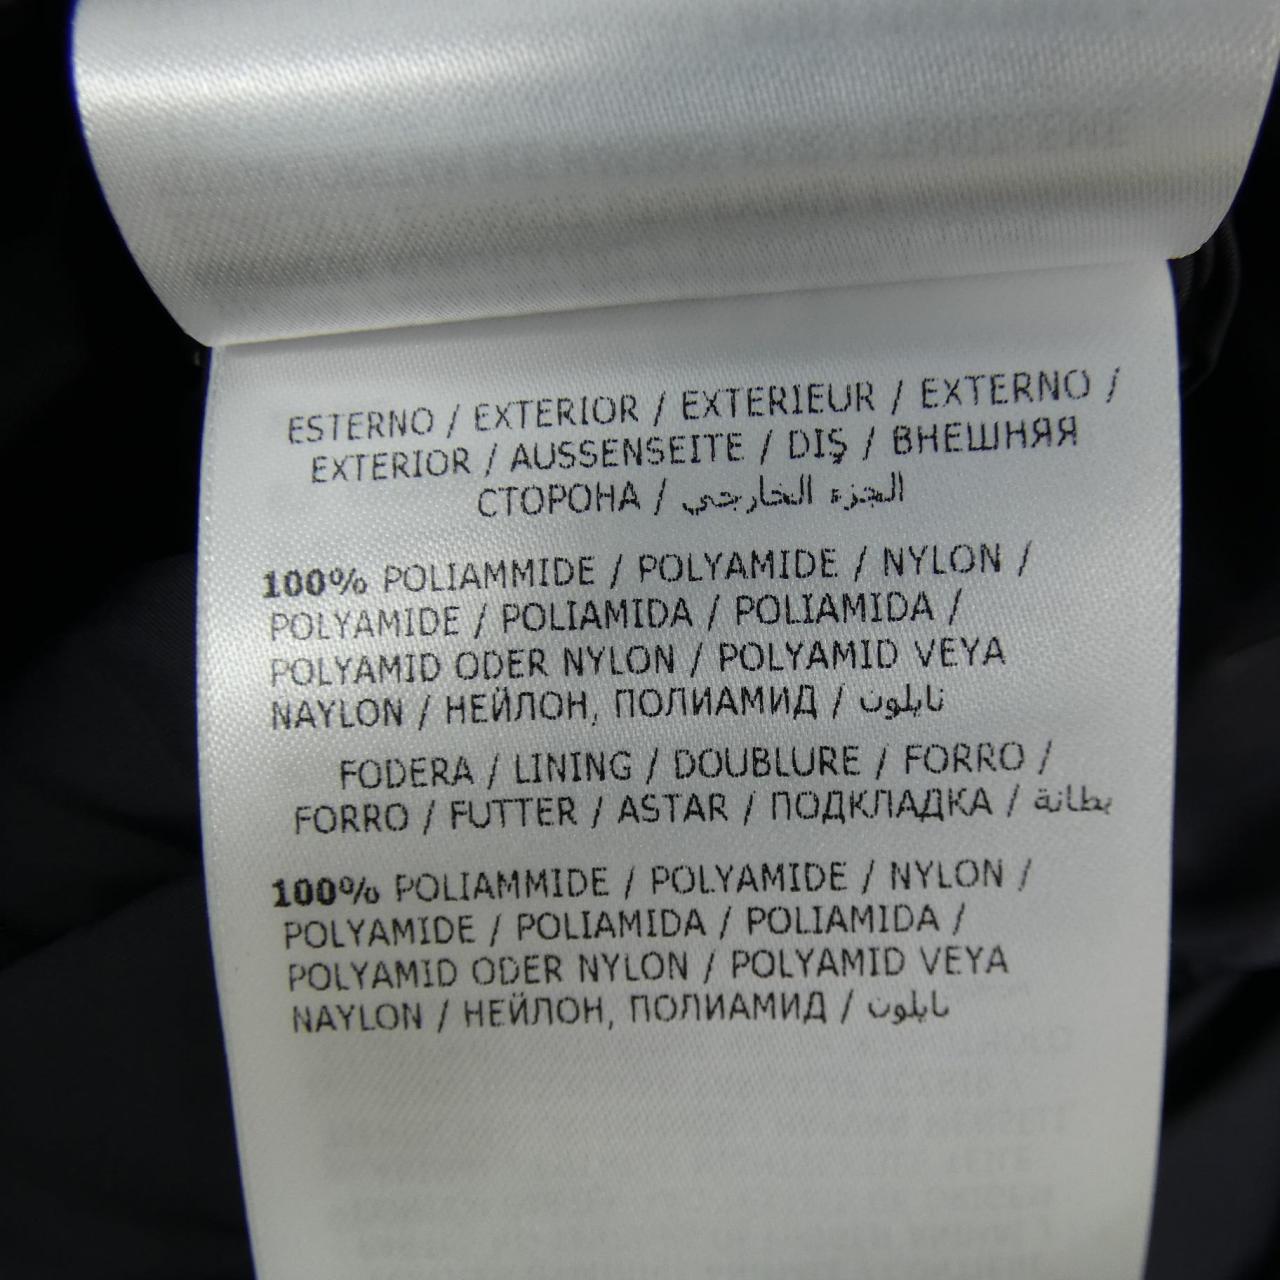 ESTERNO / EXTERIOR / EXTERIEUR / EXTERNO /
EXTERIOR / AUSSENSEITE / DIŞ / ВНЕШНЯЯ
СТОРОНА / الجزء الخارجي
100% POLIAMMIDE / POLYAMIDE / NYLON /
POLYAMIDE / POLIAMIDA / POLIAMIDA /
POLYAMID ODER NYLON / POLYAMID VEYA
NAYLON / НЕЙЛОН, ПОЛИАМИД / نايلون
FODERA / LINING / DOUBLURE / FORRO /
FORRO / FUTTER / ASTAR / ПОДКЛАДКА / بطانة
100% POLIAMMIDE / POLYAMIDE / NYLON /
POLYAMIDE / POLIAMIDA / POLIAMIDA /
POLYAMID ODER NYLON / POLYAMID VEYA
NAYLON / НЕЙЛОН, ПОЛИАМИД / نايلون